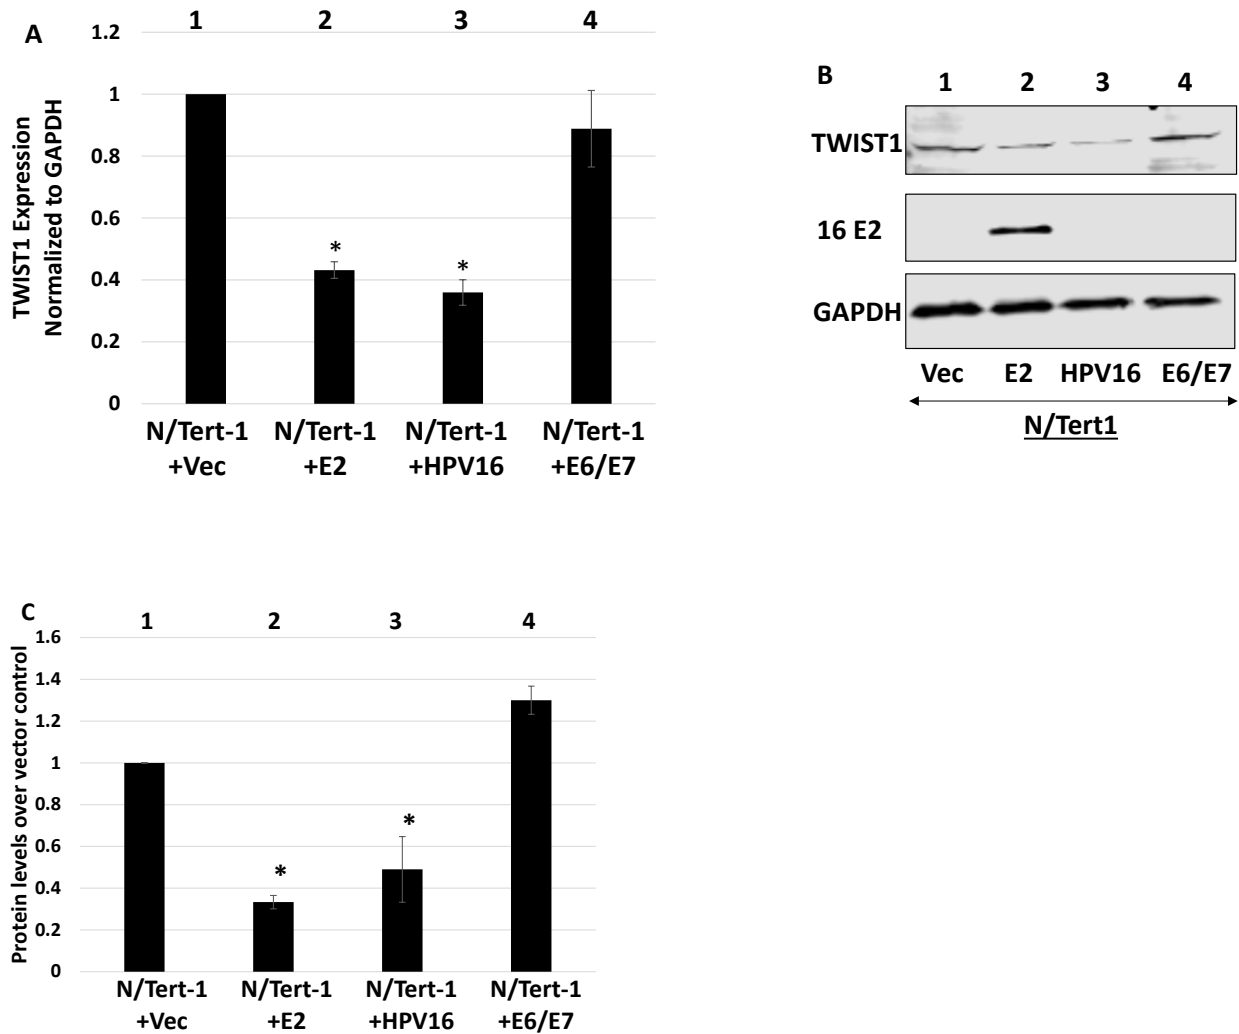 A
1 2 3 4
TWIST1 Expression
Normalized to GAPDH
1.2
1
0.8
0.6
0.4
0.2
0
*
*
N/Tert-1 N/Tert-1 N/Tert-1 N/Tert-1
+Vec +E2 +HPV16 +E6/E7
B
1 2 3 4
TWIST1
16 E2
GAPDH
Vec E2 HPV16 E6/E7
N/Tert1
C
1 2 3 4
Protein levels over vector control
1.6
1.4
1.2
1
0.8
0.6
0.4
0.2
0
*
*
N/Tert-1 N/Tert-1 N/Tert-1 N/Tert-1
+Vec +E2 +HPV16 +E6/E7